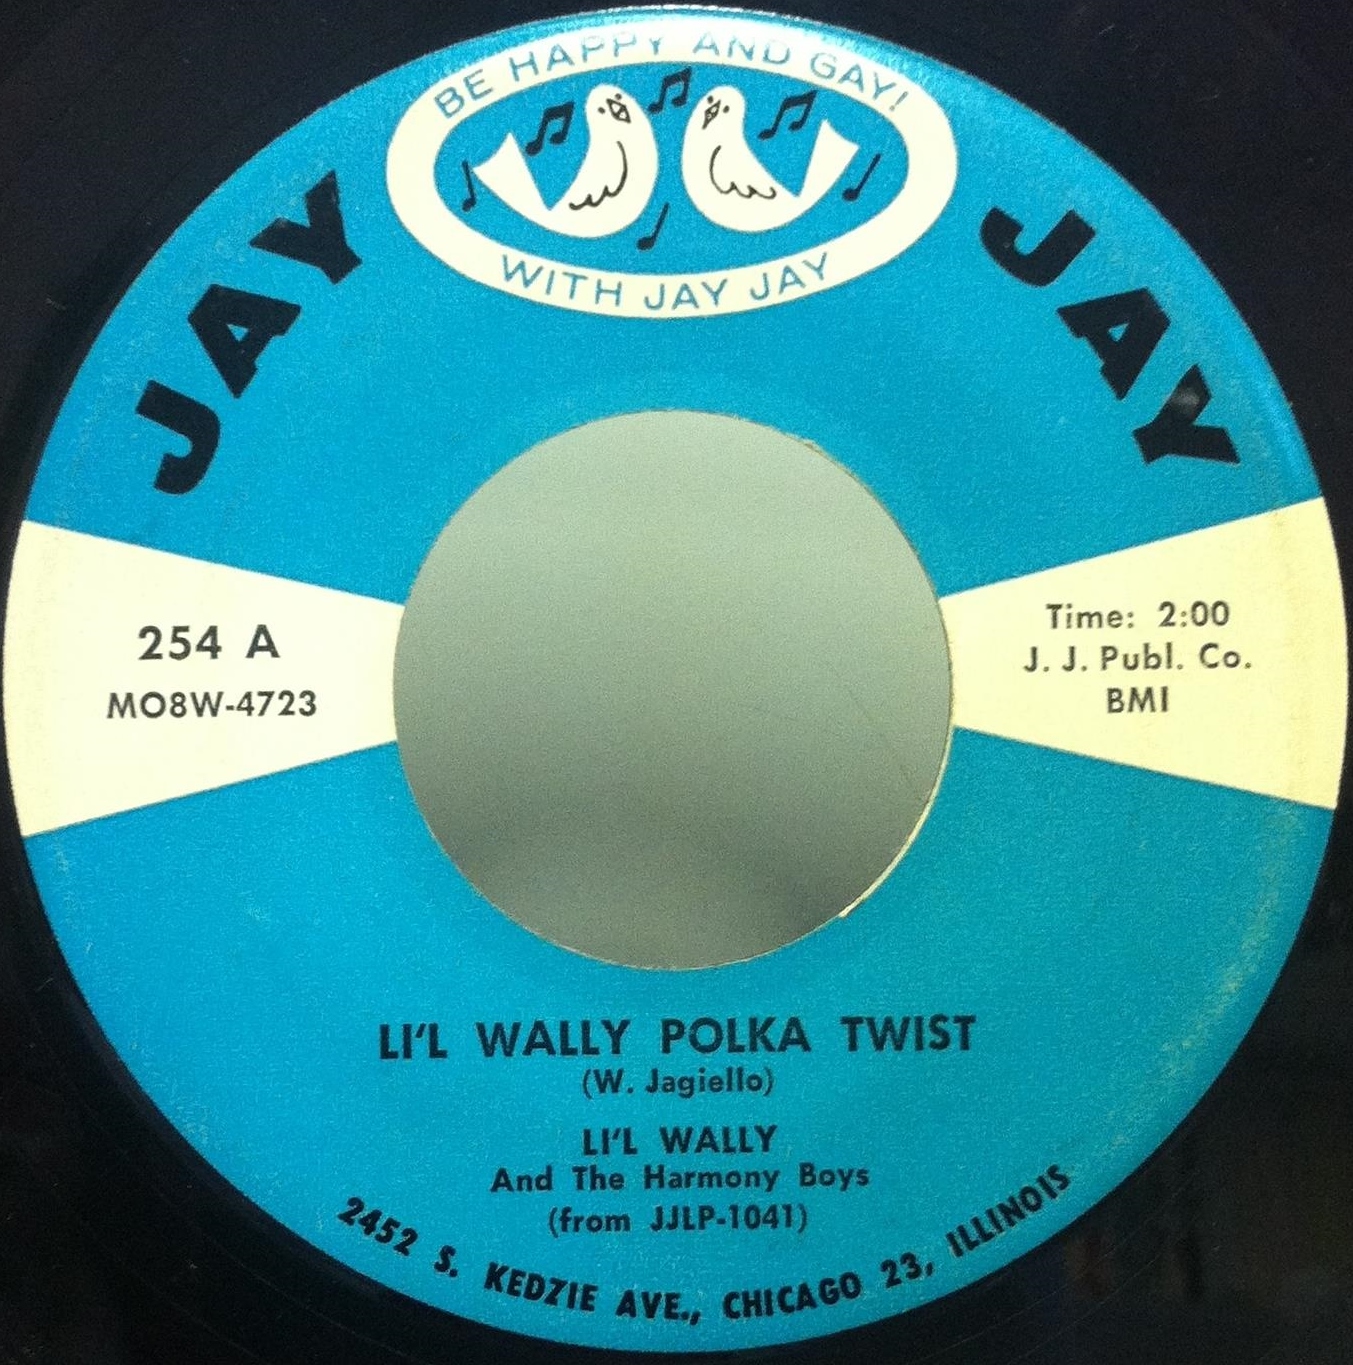 BE HAPPY AND GAY!
WITH JAY JAY
JAY JAY
254 A
MO8W-4723
Time: 2:00
J. J. Publ. Co.
BMI
LI'L WALLY POLKA TWIST
(W. Jagiello)
LI'L WALLY
And The Harmony Boys
(from JJLP-1041)
2452 S. KEDZIE AVE., CHICAGO 23, ILLINOIS